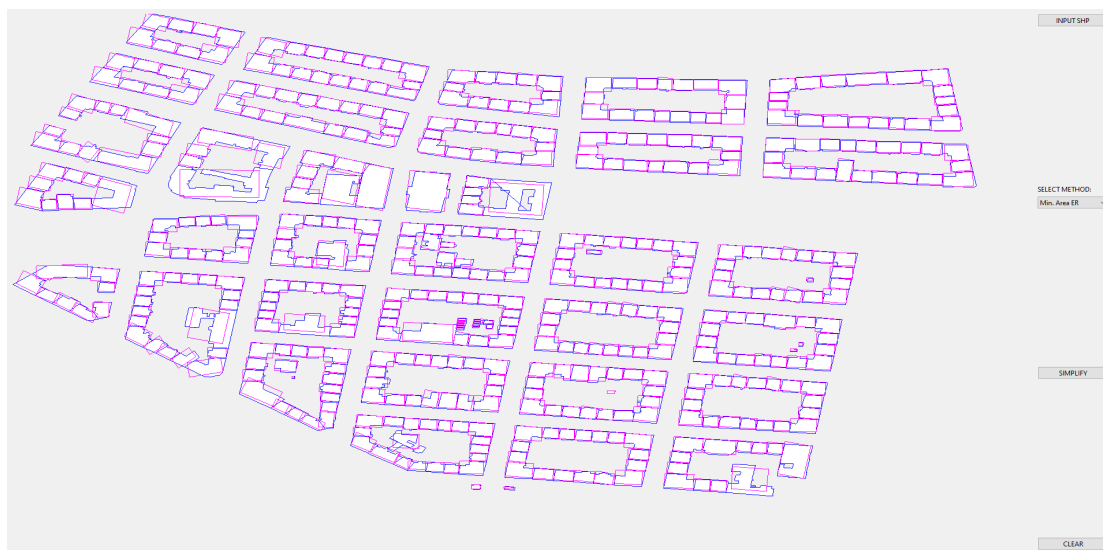 INPUT SHP
SELECT METHOD:
Min. Area ER
SIMPLIFY
CLEAR